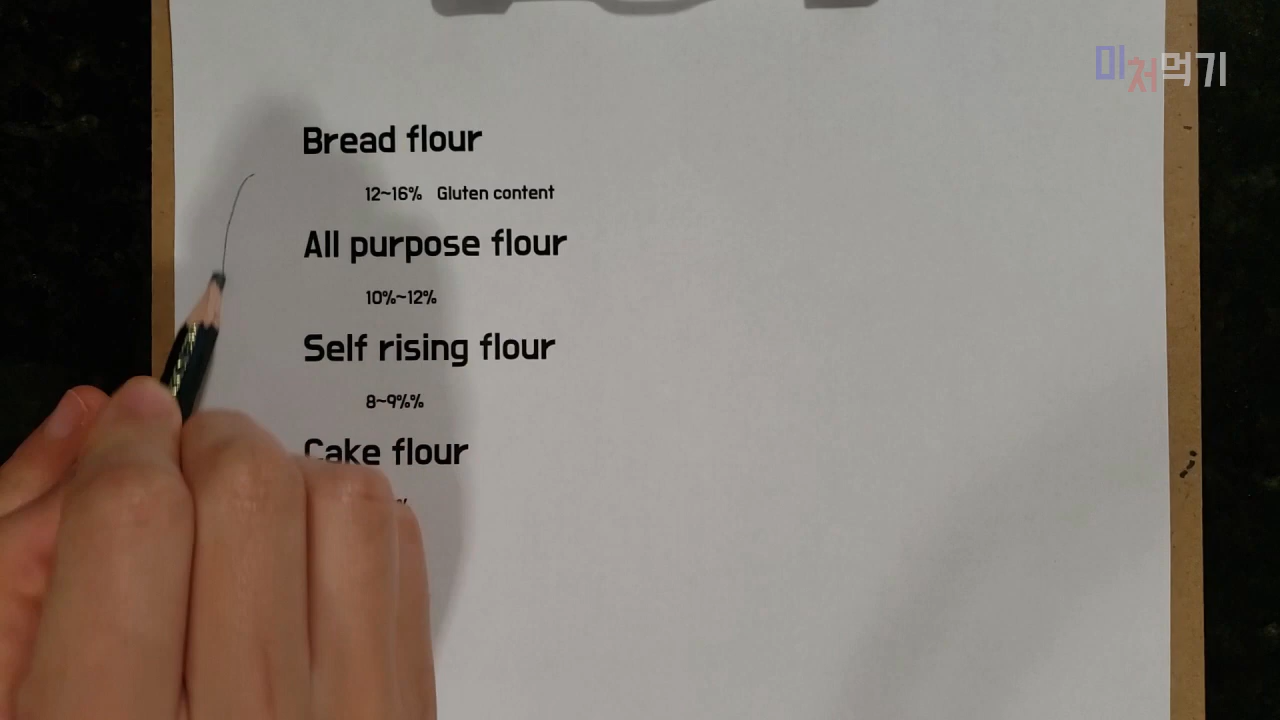 미쳐먹기
Bread flour
12~16% Gluten content
All purpose flour
10%~12%
Self rising flour
8~9%%
Cake flour